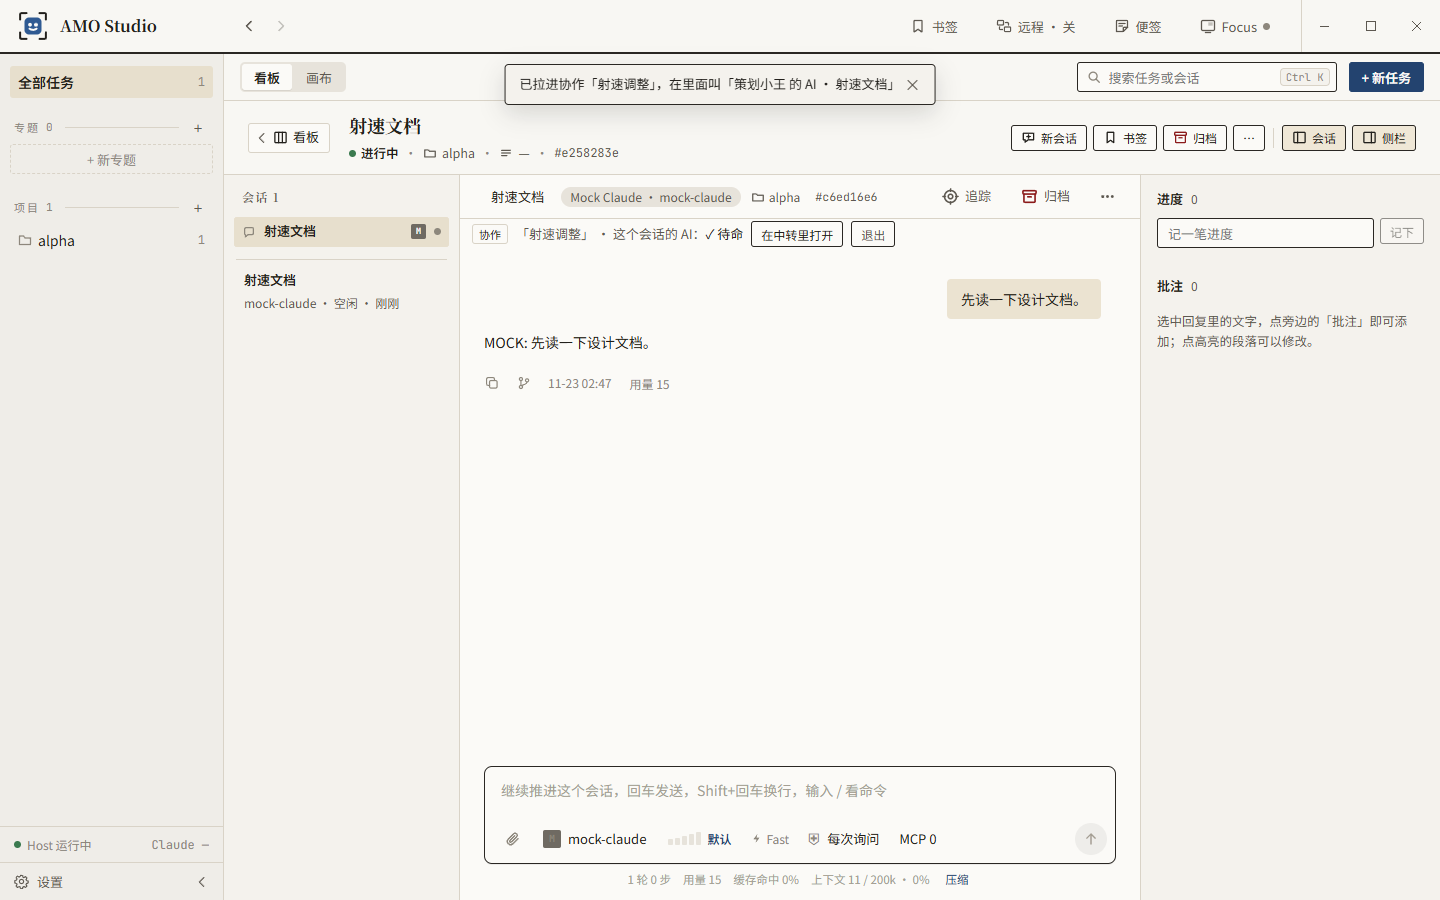 AMO Studio
书签
远程 · 关
便签
Focus
全部任务 1
看板
画布
已拉进协作「射速调整」，在里面叫「策划小王 的 AI · 射速文档」
搜索任务或会话 Ctrl K
+ 新任务
专题 0 +
+ 新专题
项目 1 +
alpha 1
看板
射速文档
进行中 · alpha · — · #e258283e
新会话
书签
归档
···
会话
侧栏
会话 1
射速文档 M
射速文档
mock-claude · 空闲 · 刚刚
射速文档 Mock Claude · mock-claude alpha #c6ed16e6
追踪
归档
协作 「射速调整」 · 这个会话的 AI：✓ 待命 在中转里打开 退出
先读一下设计文档。
MOCK: 先读一下设计文档。
11-23 02:47 用量 15
进度 0
记一笔进度 记下
批注 0
选中回复里的文字，点旁边的「批注」即可添
加；点高亮的段落可以修改。
继续推进这个会话，回车发送，Shift+回车换行，输入 / 看命令
M mock-claude 默认 Fast 每次询问 MCP 0
1 轮 0 步 用量 15 缓存命中 0% 上下文 11 / 200k · 0% 压缩
Host 运行中 Claude —
设置